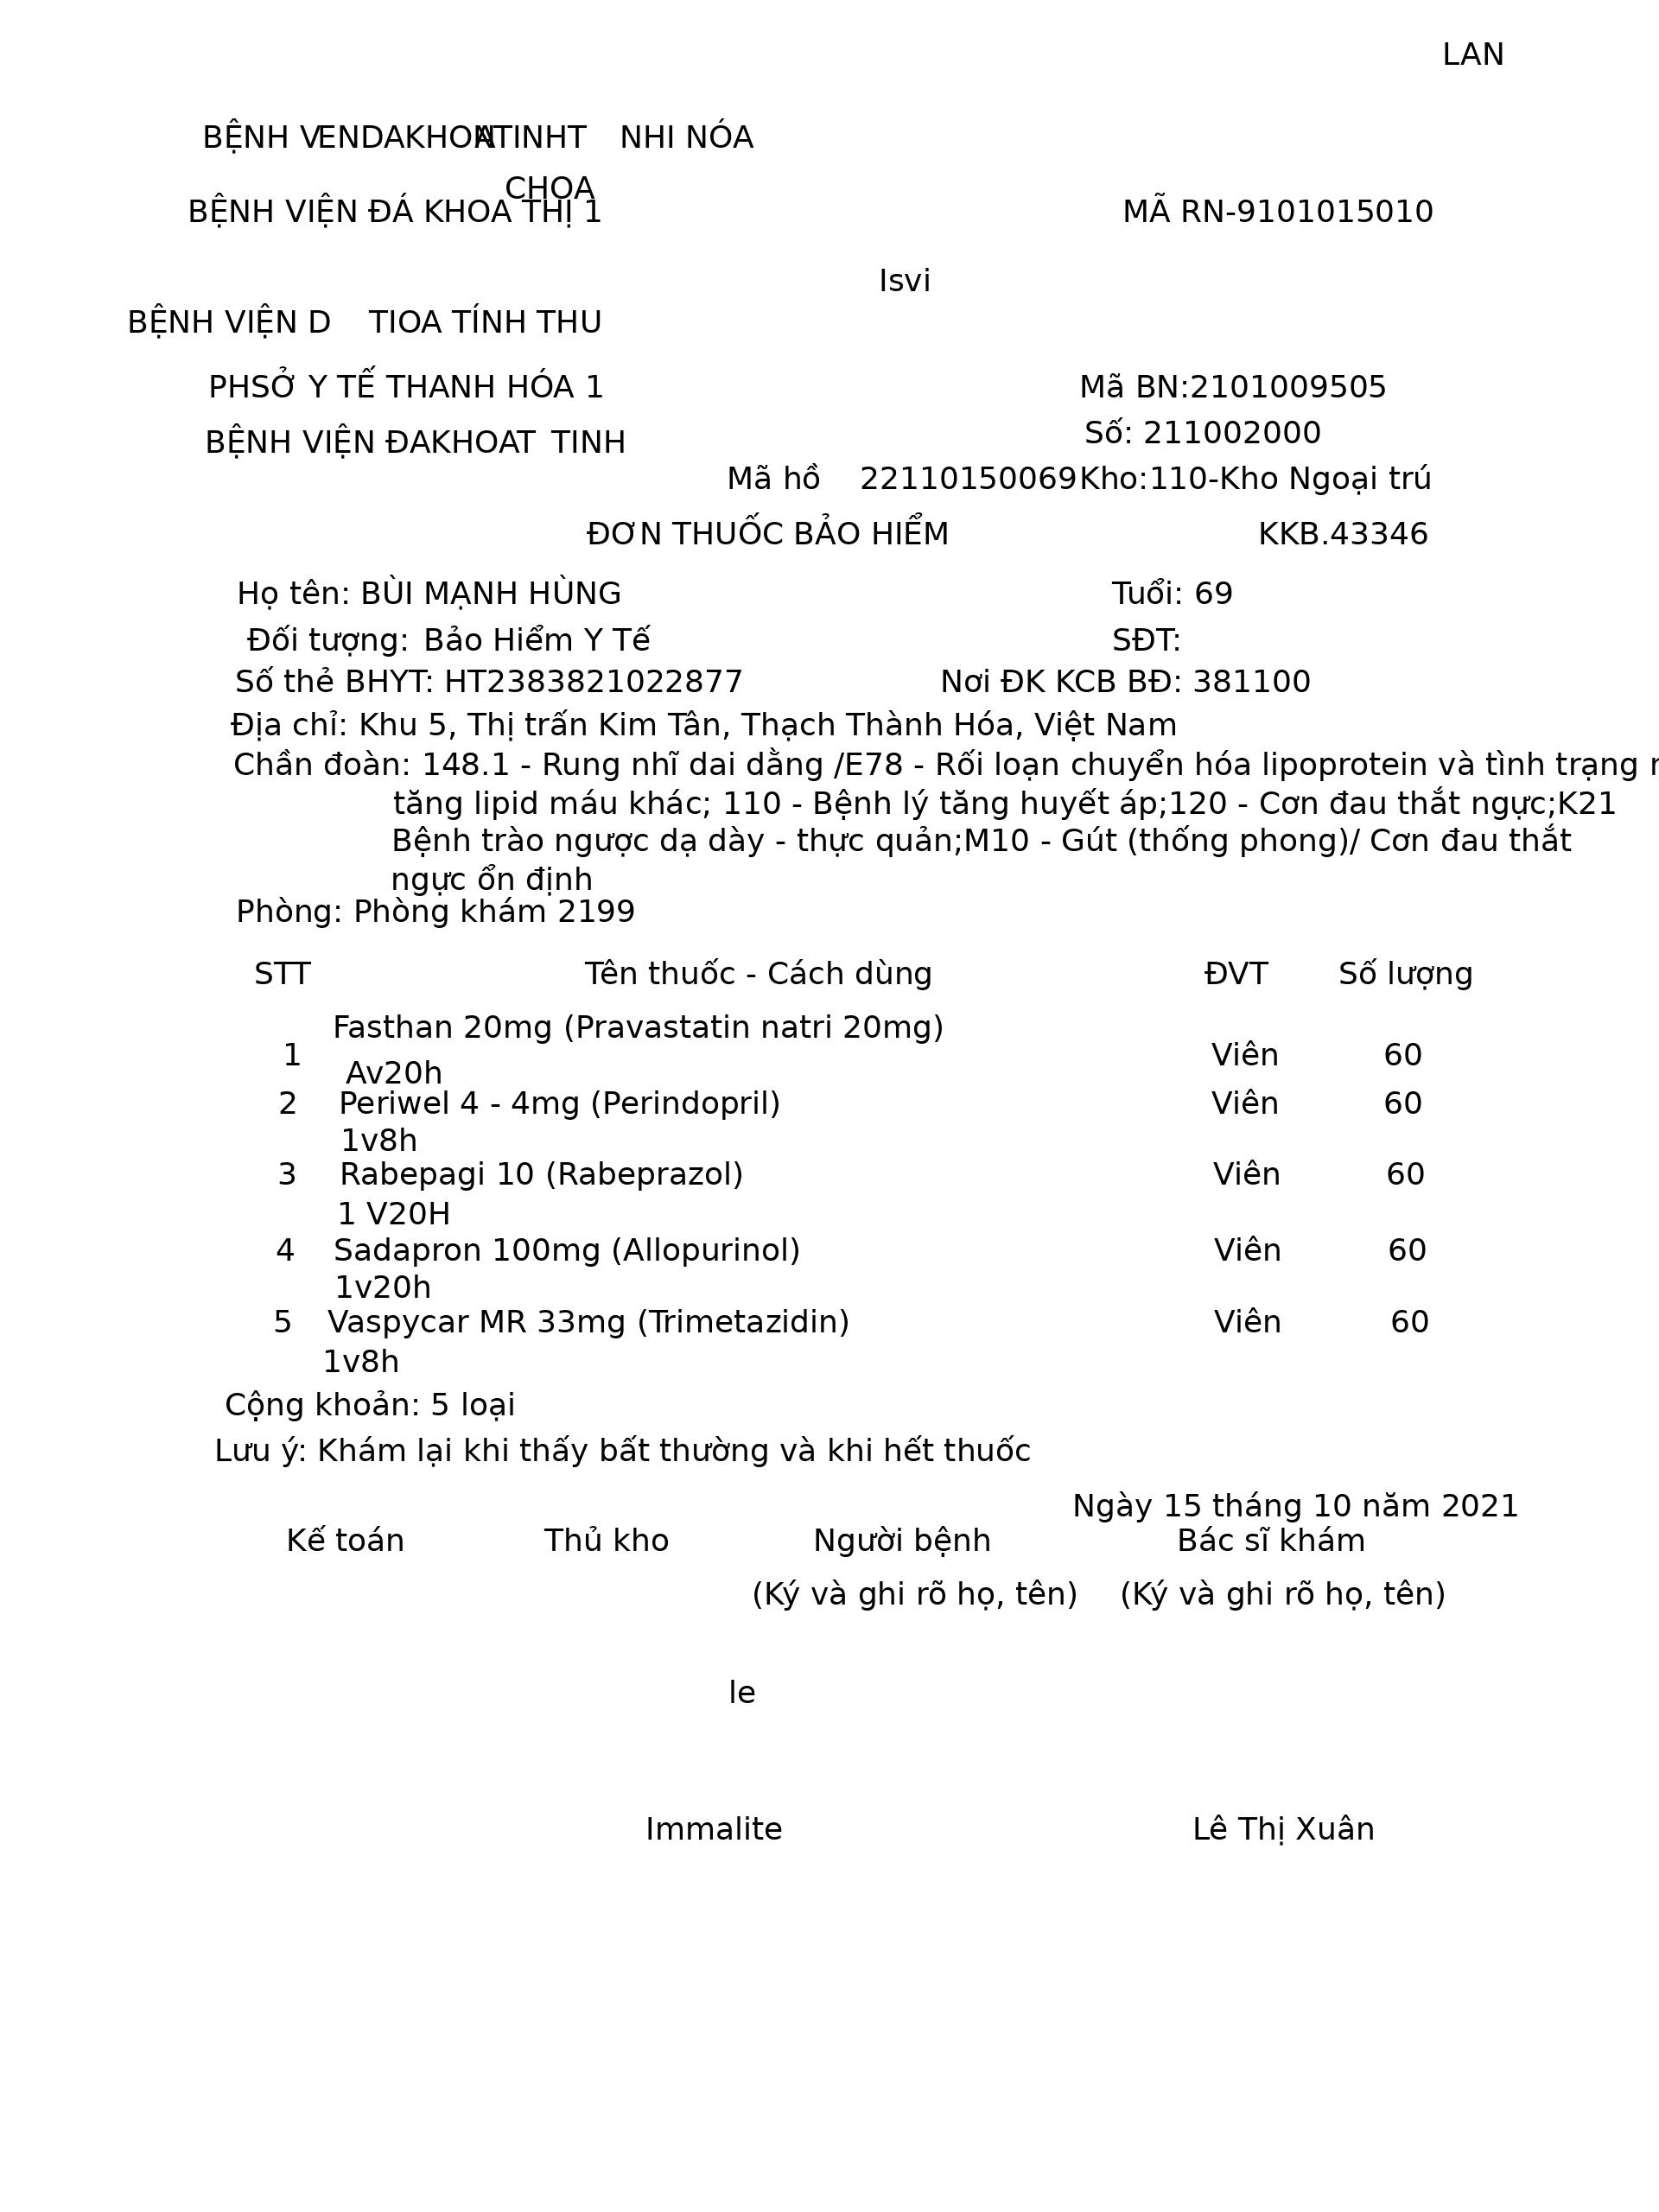 LAN
BỆNH VENDAKHOA ATINHT NHI NÓA
CHOA
BỆNH VIỆN ĐÁ KHOA THỊ 1 MÃ RN-9101015010
Isvi
BỆNH VIỆN D TIOA TÍNH THU
PHSỞ Y TẾ THANH HÓA 1 Mã BN:2101009505
Số: 211002000
BỆNH VIỆN ĐAKHOAT TINH
Mã hồ 22110150069 Kho:110-Kho Ngoại trú
ĐƠN THUỐC BẢO HIỂM KKB.43346
Họ tên: BÙI MẠNH HÙNG Tuổi: 69
Đối tượng: Bảo Hiểm Y Tế SĐT:
Số thẻ BHYT: HT2383821022877 Nơi ĐK KCB BĐ: 381100
Địa chỉ: Khu 5, Thị trấn Kim Tân, Thạch Thành Hóa, Việt Nam
Chần đoàn: 148.1 - Rung nhĩ dai dằng /E78 - Rối loạn chuyển hóa lipoprotein và tình trạng
tăng lipid máu khác; 110 - Bệnh lý tăng huyết áp;120 - Cơn đau thắt ngực;K21
Bệnh trào ngược dạ dày - thực quản;M10 - Gút (thống phong)/ Cơn đau thắt
ngực ổn định
Phòng: Phòng khám 2199
STT Tên thuốc - Cách dùng ĐVT Số lượng
Fasthan 20mg (Pravastatin natri 20mg)
1 Viên 60
Av20h
2 Periwel 4 - 4mg (Perindopril) Viên 60
1v8h
3 Rabepagi 10 (Rabeprazol) Viên 60
1 V20H
4 Sadapron 100mg (Allopurinol) Viên 60
1v20h
5 Vaspycar MR 33mg (Trimetazidin) Viên 60
1v8h
Cộng khoản: 5 loại
Lưu ý: Khám lại khi thấy bất thường và khi hết thuốc
Ngày 15 tháng 10 năm 2021
Kế toán Thủ kho Người bệnh Bác sĩ khám
(Ký và ghi rõ họ, tên) (Ký và ghi rõ họ, tên)
le
Immalite Lê Thị Xuân